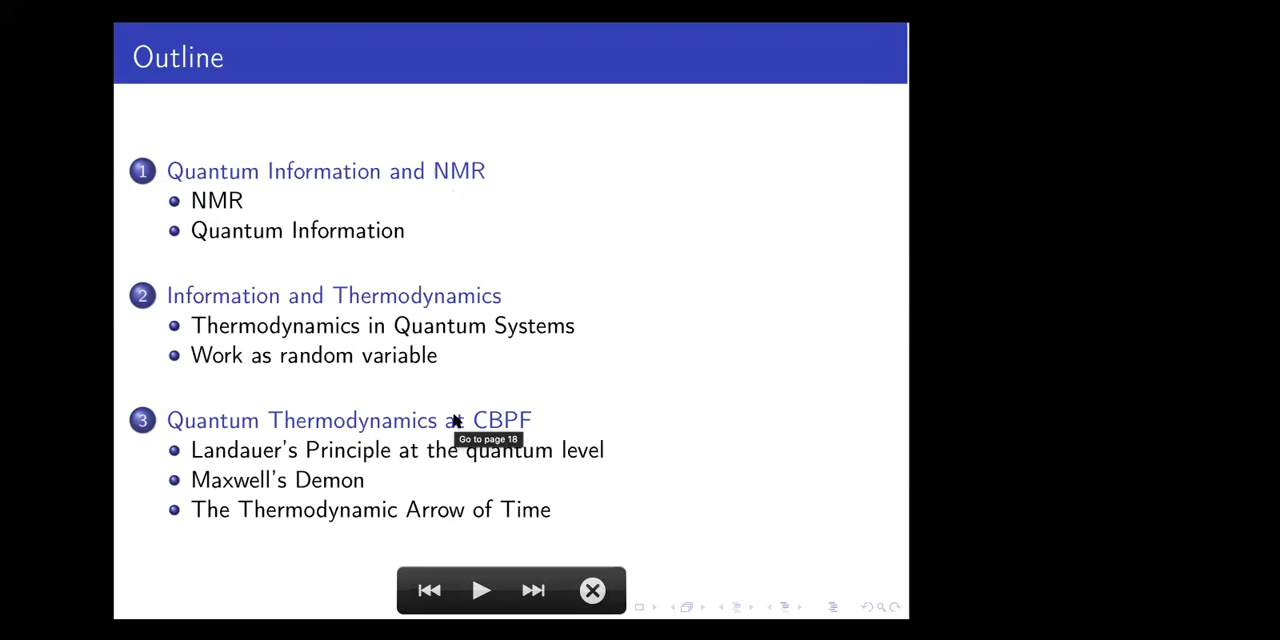 Outline
1 Quantum Information and NMR
NMR
Quantum Information
2 Information and Thermodynamics
Thermodynamics in Quantum Systems
Work as random variable
3 Quantum Thermodynamics at CBPF
Go to page 18
Landauer's Principle at the quantum level
Maxwell's Demon
The Thermodynamic Arrow of Time